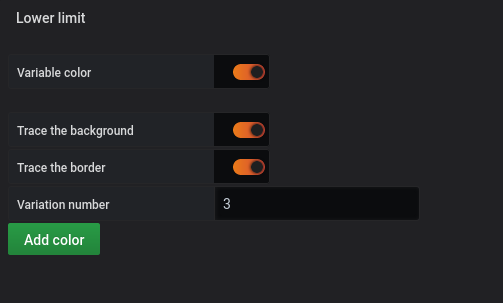 Lower limit
Variable color
Trace the background
Trace the border
Variation number 3
Add color